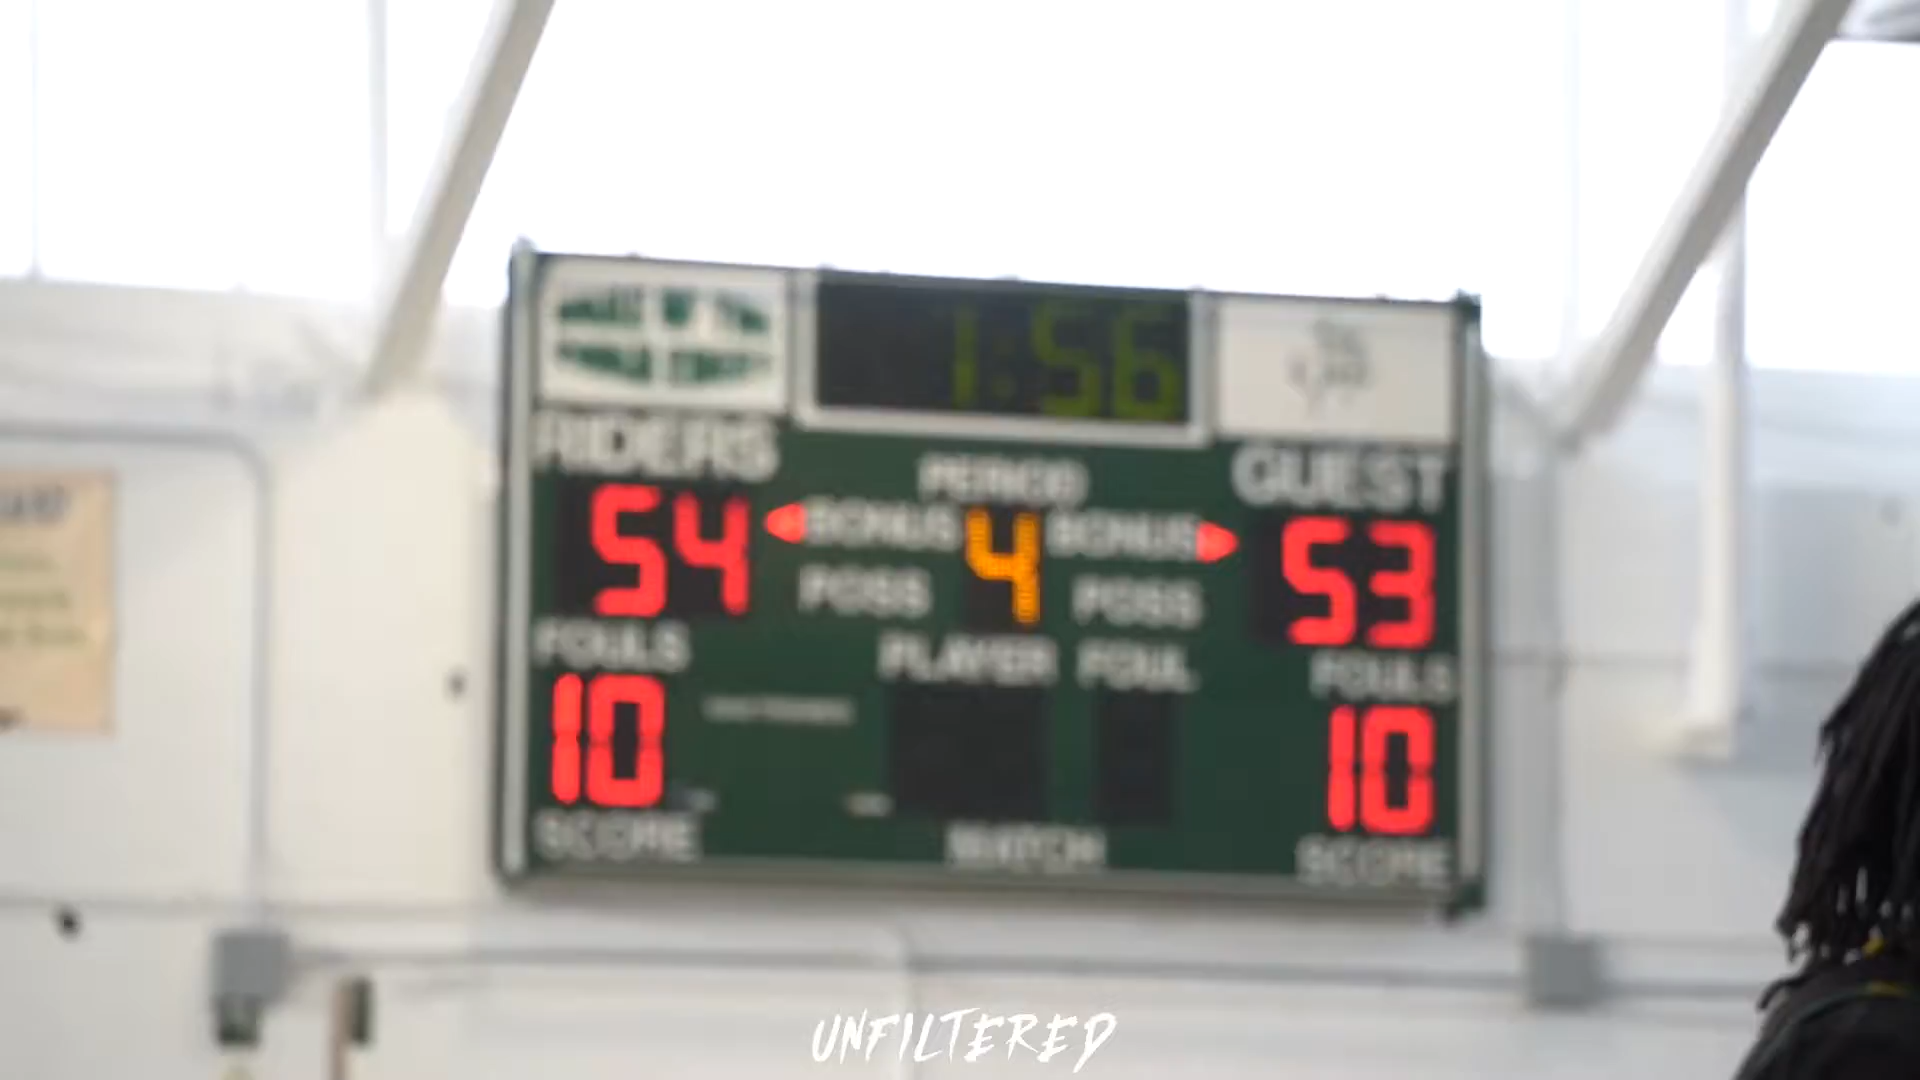 1:56
RIDERS
PERIOD
GUEST
54
BONUS
4
BONUS
53
POSS
POSS
FOULS
PLAYER
FOUL
FOULS
10
10
SCORE
MATCH
SCORE
UNFILTERED